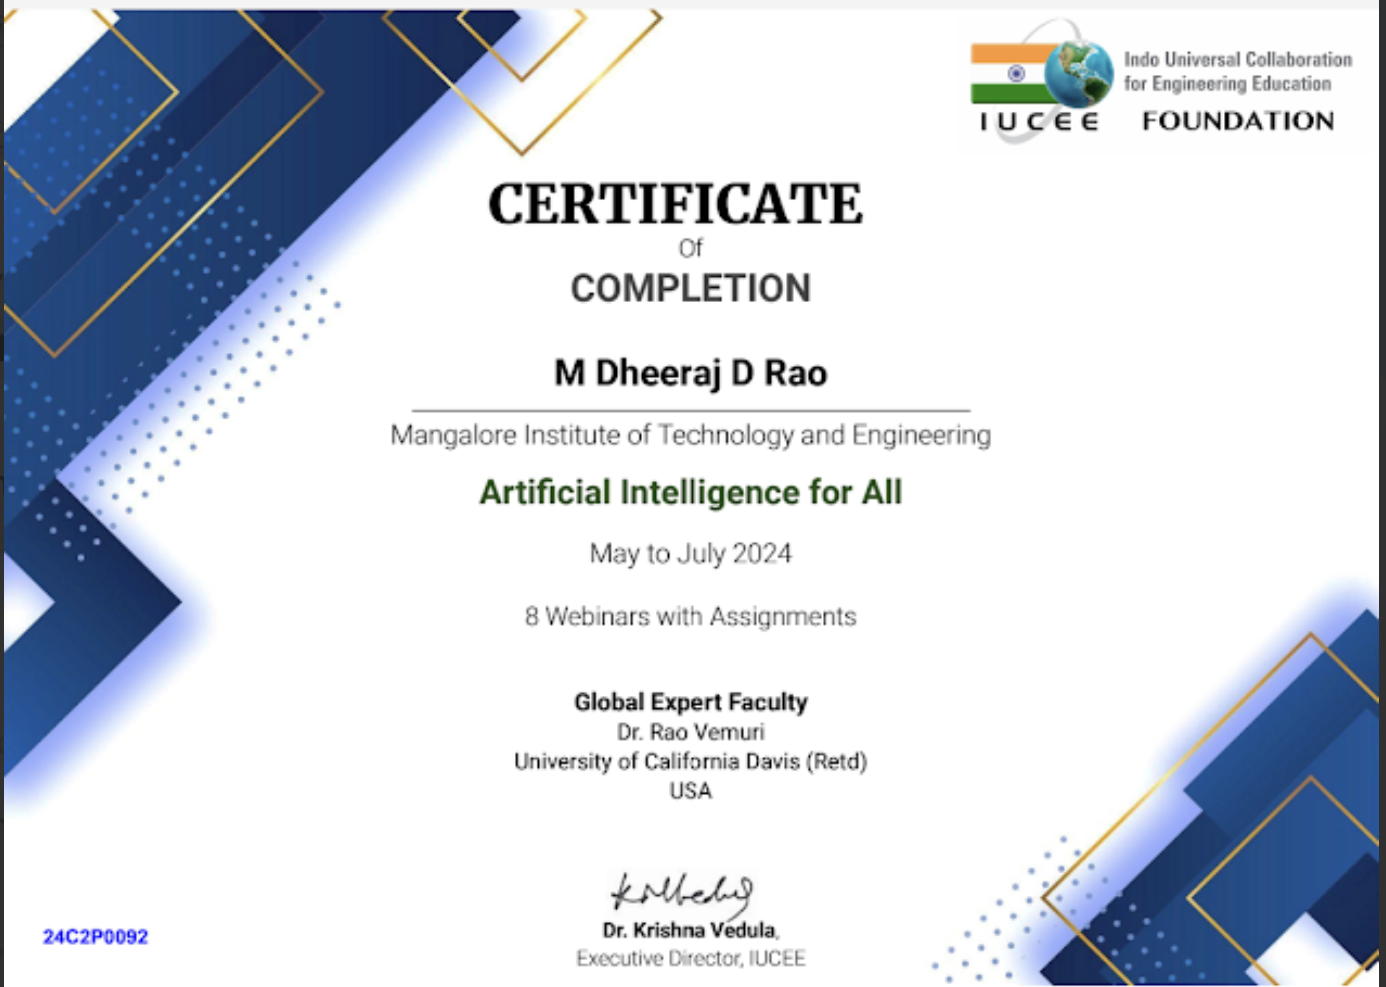 Indo Universal Collaboration
for Engineering Education
IUCEE FOUNDATION
CERTIFICATE
Of
COMPLETION
M Dheeraj D Rao
Mangalore Institute of Technology and Engineering
Artificial Intelligence for All
May to July 2024
8 Webinars with Assignments
Global Expert Faculty
Dr. Rao Vemuri
University of California Davis (Retd)
USA
Dr. Krishna Vedula,
Executive Director, IUCEE
24C2P0092